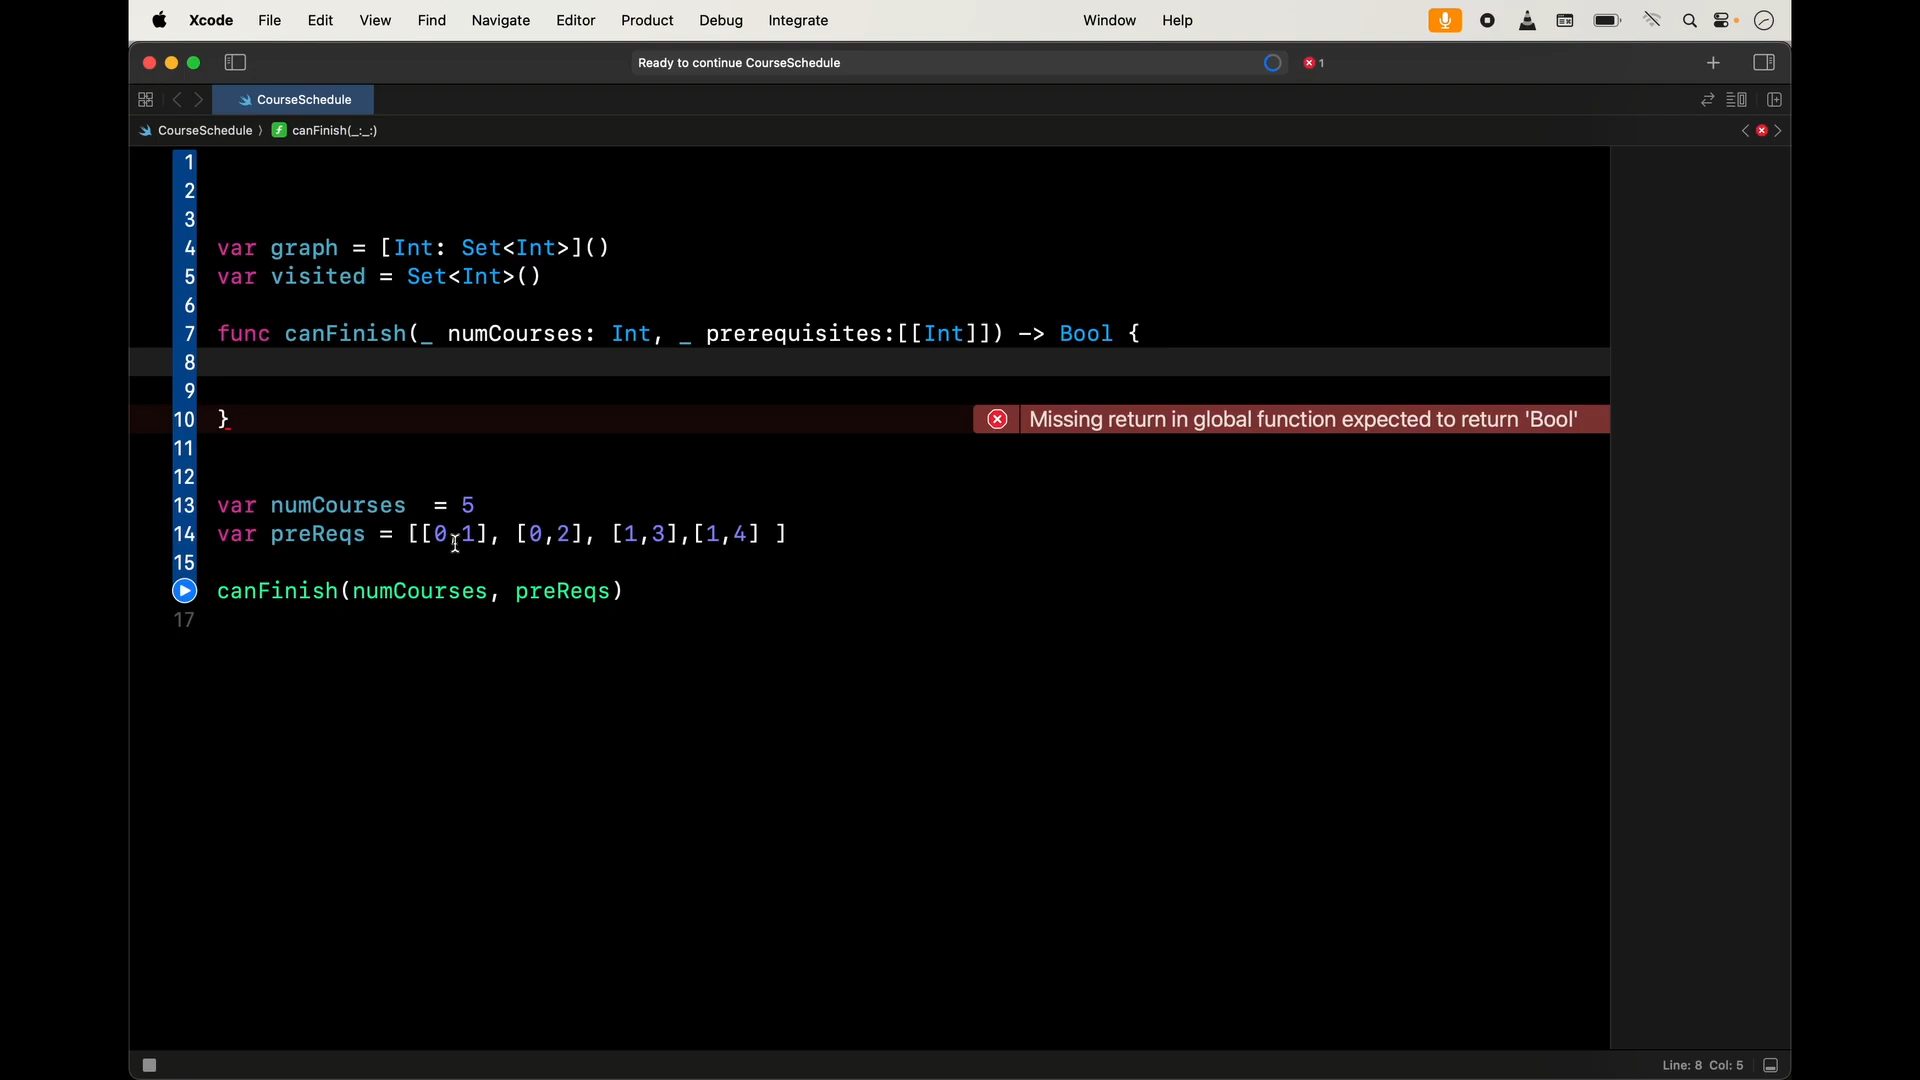 Xcode File Edit View Find Navigate Editor Product Debug Integrate Window Help
Ready to continue CourseSchedule 1
CourseSchedule
CourseSchedule canFinish(_:_:)
1
2
3
4 var graph = [Int: Set<Int>]()
5 var visited = Set<Int>()
6
7 func canFinish(_ numCourses: Int, _ prerequisites:[[Int]]) -> Bool {
8
9
10 } Missing return in global function expected to return 'Bool'
11
12
13 var numCourses  = 5
14 var preReqs = [[0,1], [0,2], [1,3],[1,4] ]
15
canFinish(numCourses, preReqs)
17
Line: 8 Col: 5